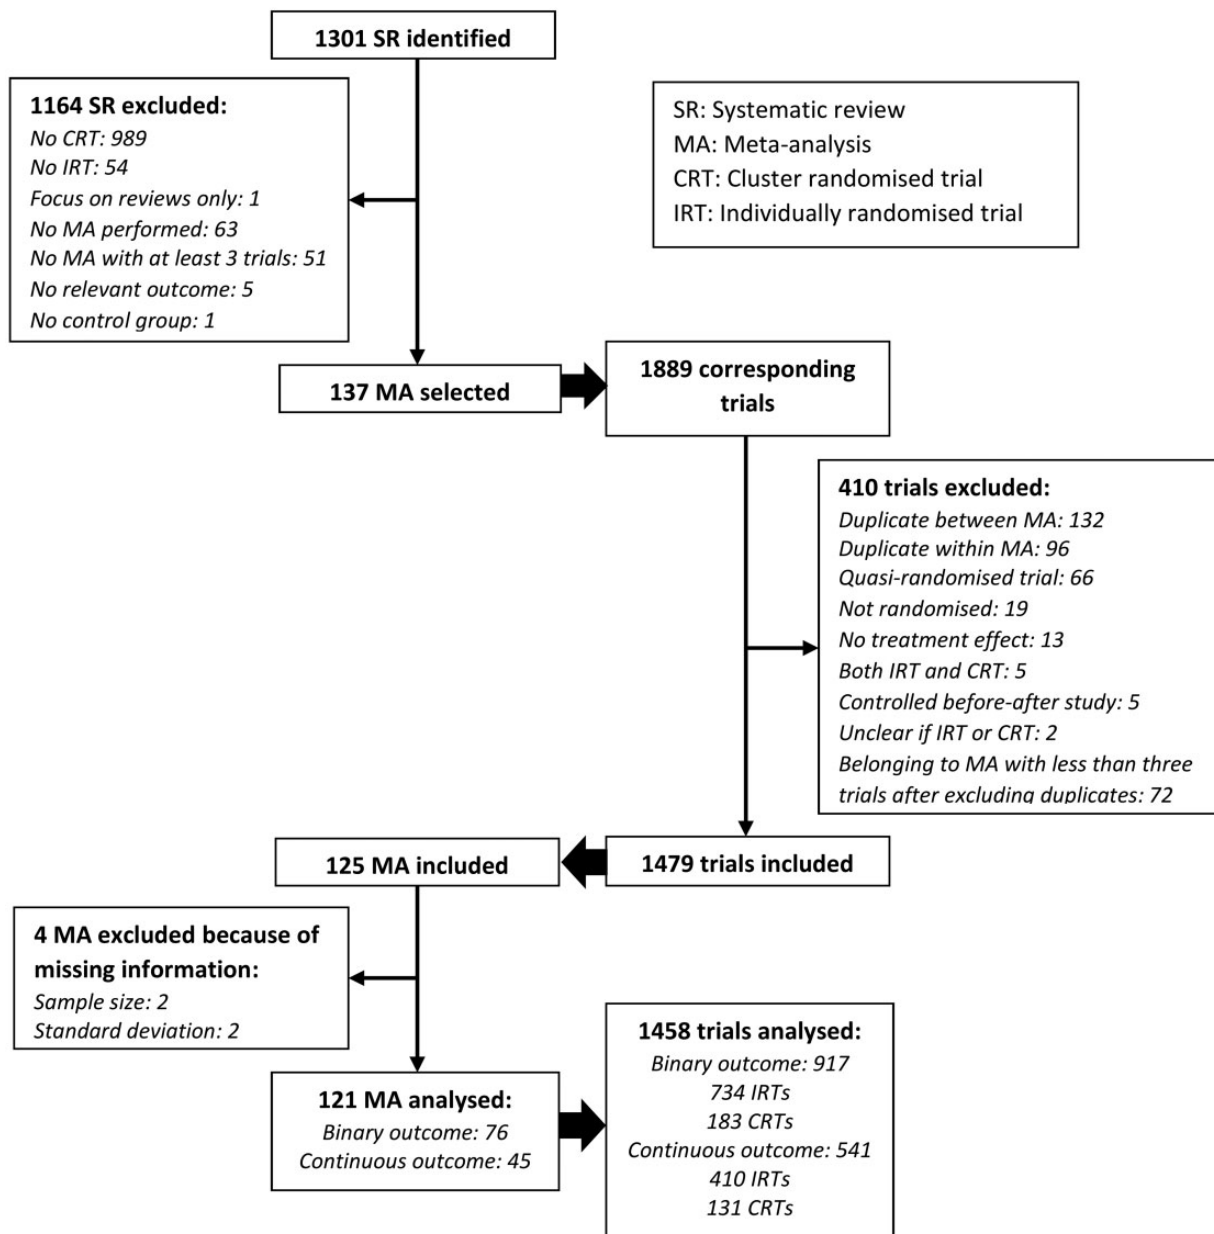 1301 SR identified
1164 SR excluded:
No CRT: 989
No IRT: 54
Focus on reviews only: 1
No MA performed: 63
No MA with at least 3 trials: 51
No relevant outcome: 5
No control group: 1
SR: Systematic review
MA: Meta-analysis
CRT: Cluster randomised trial
IRT: Individually randomised trial
137 MA selected
1889 corresponding
trials
410 trials excluded:
Duplicate between MA: 132
Duplicate within MA: 96
Quasi-randomised trial: 66
Not randomised: 19
No treatment effect: 13
Both IRT and CRT: 5
Controlled before-after study: 5
Unclear if IRT or CRT: 2
Belonging to MA with less than three
trials after excluding duplicates: 72
1479 trials included
125 MA included
4 MA excluded because of
missing information:
Sample size: 2
Standard deviation: 2
121 MA analysed:
Binary outcome: 76
Continuous outcome: 45
1458 trials analysed:
Binary outcome: 917
734 IRTs
183 CRTs
Continuous outcome: 541
410 IRTs
131 CRTs